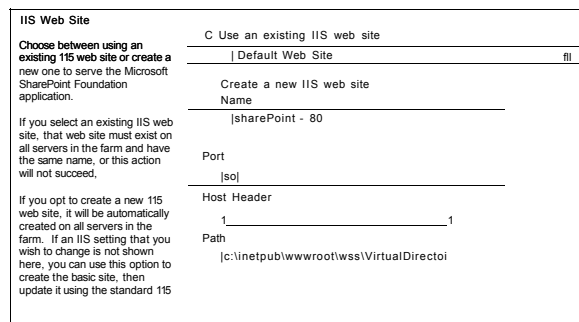 IIS Web Site
Choose between using an
existing 115 web site or create a
new one to serve the Microsoft
SharePoint Foundation
application.
If you select an existing IIS web
site, that web site must exist on
all servers in the farm and have
the same name, or this action
will not succeed,
If you opt to create a new 115
web site, it will be automatically
created on all servers in the
farm. If an IIS setting that you
wish to change is not shown
here, you can use this option to
create the basic site, then
update it using the standard 115
C Use an existing IIS web site
| Default Web Site
fll
Create a new IIS web site
Name
|sharePoint - 80
Port
|so|
Host Header
1 1
Path
|c:\inetpub\wwwroot\wss\VirtualDirectoi